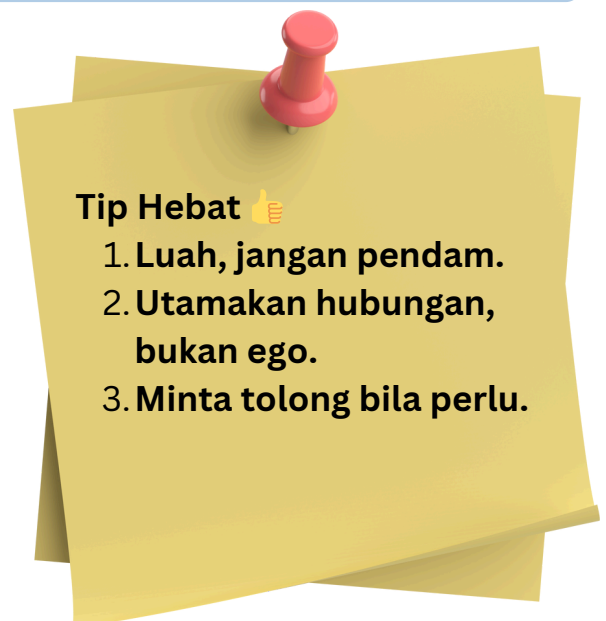 Tip Hebat 👍
1. Luah, jangan pendam.
2. Utamakan hubungan,
bukan ego.
3. Minta tolong bila perlu.